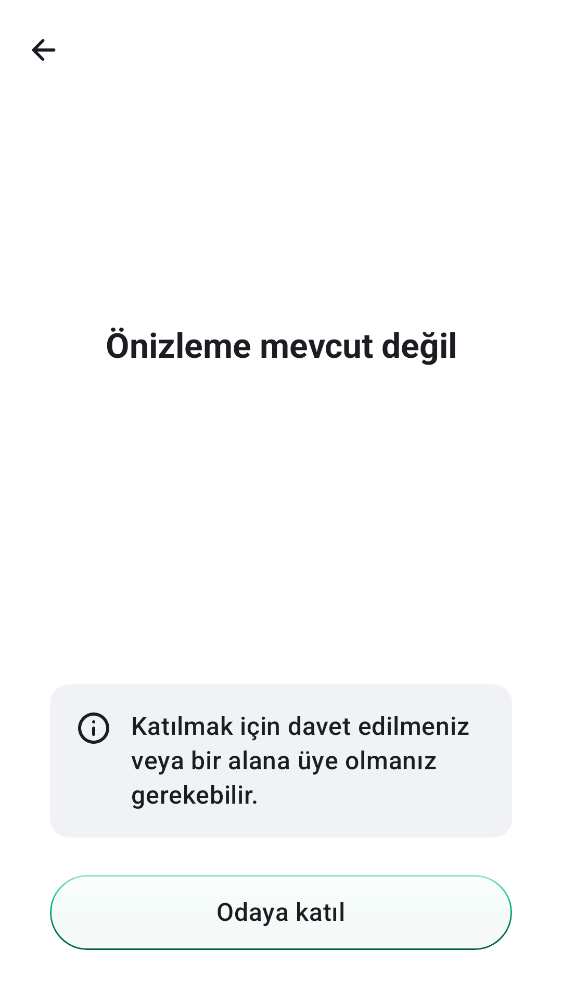 Önizleme mevcut değil
Katılmak için davet edilmeniz
veya bir alana üye olmanız
gerekebilir.
Odaya katıl